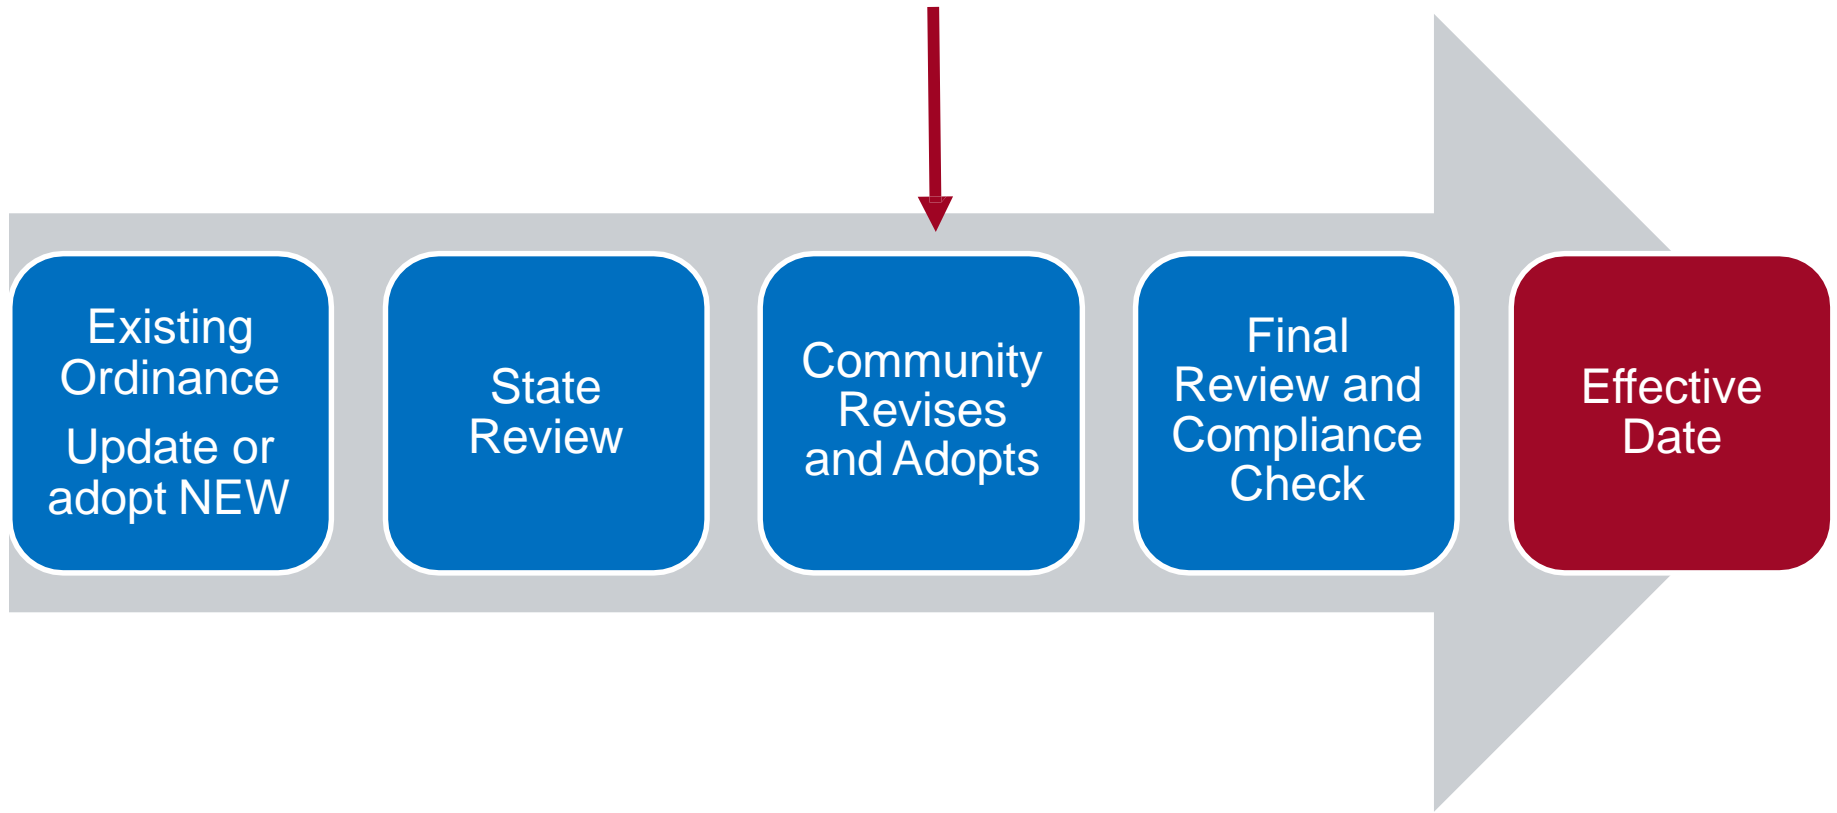 Existing
Ordinance
Update or
adopt NEW
State
Review
Community
Revises
and Adopts
Final
Review and
Compliance
Check
Effective
Date